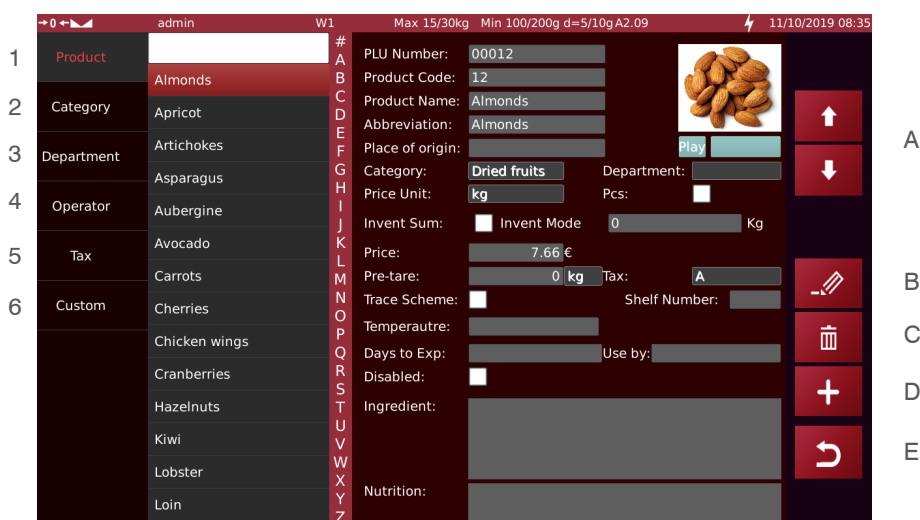 →0← admin W1 Max 15/30kg Min 100/200g d=5/10g A2.09 11/10/2019 08:35
1 Product
2 Category
3 Department
4 Operator
5 Tax
6 Custom
Almonds
Apricot
Artichokes
Asparagus
Aubergine
Avocado
Carrots
Cherries
Chicken wings
Cranberries
Hazelnuts
Kiwi
Lobster
Loin
#
A
B
C
D
E
F
G
H
I
J
K
L
M
N
O
P
Q
R
S
T
U
V
W
X
Y
Z
PLU Number: 00012
Product Code: 12
Product Name: Almonds
Abbreviation: Almonds
Place of origin: Play
Category: Dried fruits Department:
Price Unit: kg Pcs:
Invent Sum: Invent Mode 0 Kg
Price: 7.66 €
Pre-tare: 0 kg Tax: A
Trace Scheme: Shelf Number:
Temperautre:
Days to Exp: Use by:
Disabled:
Ingredient:
Nutrition:
A
B
C
D
E